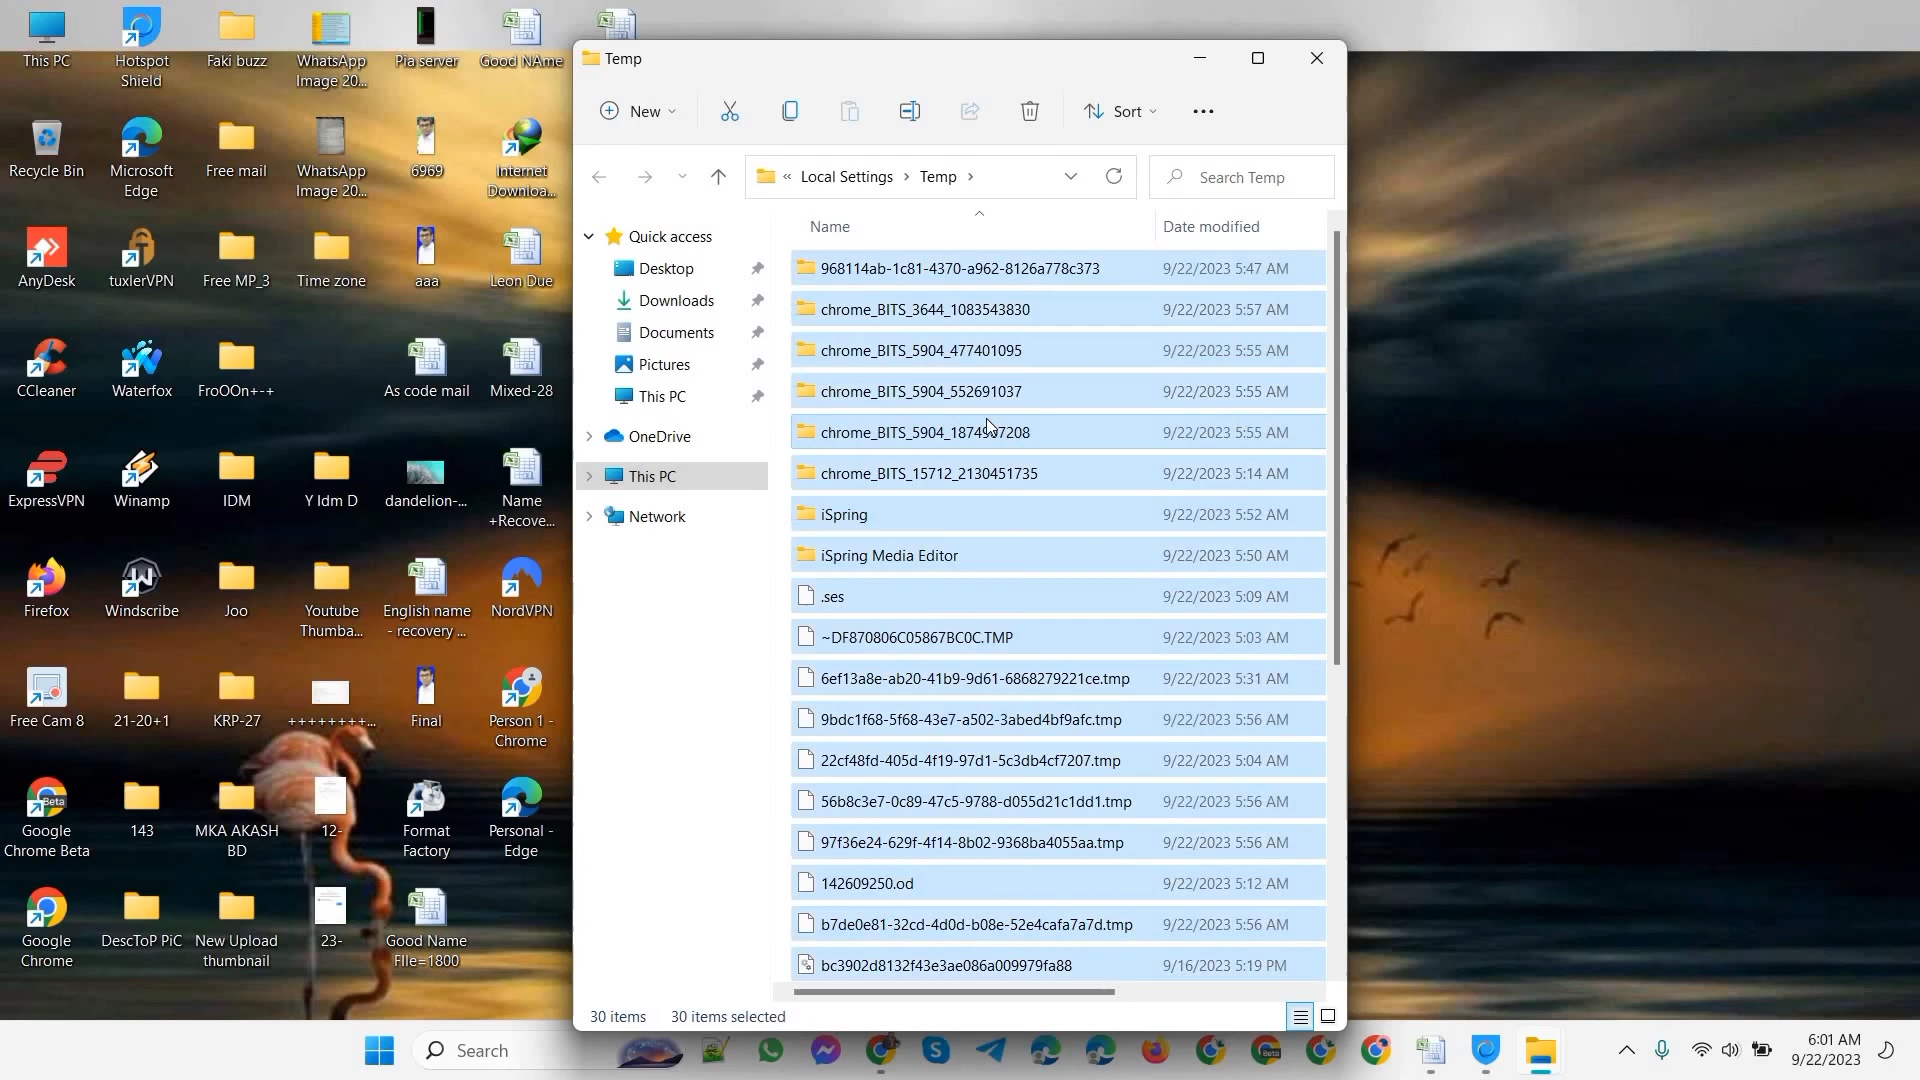 This PC
Hotspot
Shield
Faki buzz
WhatsApp
Image 20...
Pia server
Good NAme
Recycle Bin
Microsoft
Edge
Free mail
WhatsApp
Image 20...
6969
Internet
Downloa...
AnyDesk
tuxlerVPN
Free MP_3
Time zone
aaa
Leon Due
CCleaner
Waterfox
FroOOn+-+
As code mail
Mixed-28
ExpressVPN
Winamp
IDM
Y Idm D
dandelion-...
Name
+Recove...
Firefox
Windscribe
Joo
Youtube
Thumba...
English name
- recovery ...
NordVPN
Free Cam 8
21-20+1
KRP-27
++++++++...
Final
Person 1 -
Chrome
Beta
Google
Chrome Beta
143
MKA AKASH
BD
12-
Format
Factory
Personal -
Edge
Google
Chrome
DescToP PiC
New Upload
thumbnail
23-
Good Name
FIle=1800
Temp
New
Sort
« Local Settings › Temp ›
Search Temp
Quick access
Desktop
Downloads
Documents
Pictures
This PC
OneDrive
This PC
Network
Name Date modified
968114ab-1c81-4370-a962-8126a778c373 9/22/2023 5:47 AM
chrome_BITS_3644_1083543830 9/22/2023 5:57 AM
chrome_BITS_5904_477401095 9/22/2023 5:55 AM
chrome_BITS_5904_552691037 9/22/2023 5:55 AM
9/22/2023 5:55 AM
chrome_BITS_15712_2130451735 9/22/2023 5:14 AM
iSpring 9/22/2023 5:52 AM
iSpring Media Editor 9/22/2023 5:50 AM
.ses 9/22/2023 5:09 AM
~DF870806C05867BC0C.TMP 9/22/2023 5:03 AM
6ef13a8e-ab20-41b9-9d61-6868279221ce.tmp 9/22/2023 5:31 AM
9bdc1f68-5f68-43e7-a502-3abed4bf9afc.tmp 9/22/2023 5:56 AM
22cf48fd-405d-4f19-97d1-5c3db4cf7207.tmp 9/22/2023 5:04 AM
56b8c3e7-0c89-47c5-9788-d055d21c1dd1.tmp 9/22/2023 5:56 AM
97f36e24-629f-4f14-8b02-9368ba4055aa.tmp 9/22/2023 5:56 AM
142609250.od 9/22/2023 5:12 AM
b7de0e81-32cd-4d0d-b08e-52e4cafa7a7d.tmp 9/22/2023 5:56 AM
bc3902d8132f43e3ae086a009979fa88 9/16/2023 5:19 PM
30 items 30 items selected
Search
Beta
6:01 AM
9/22/2023